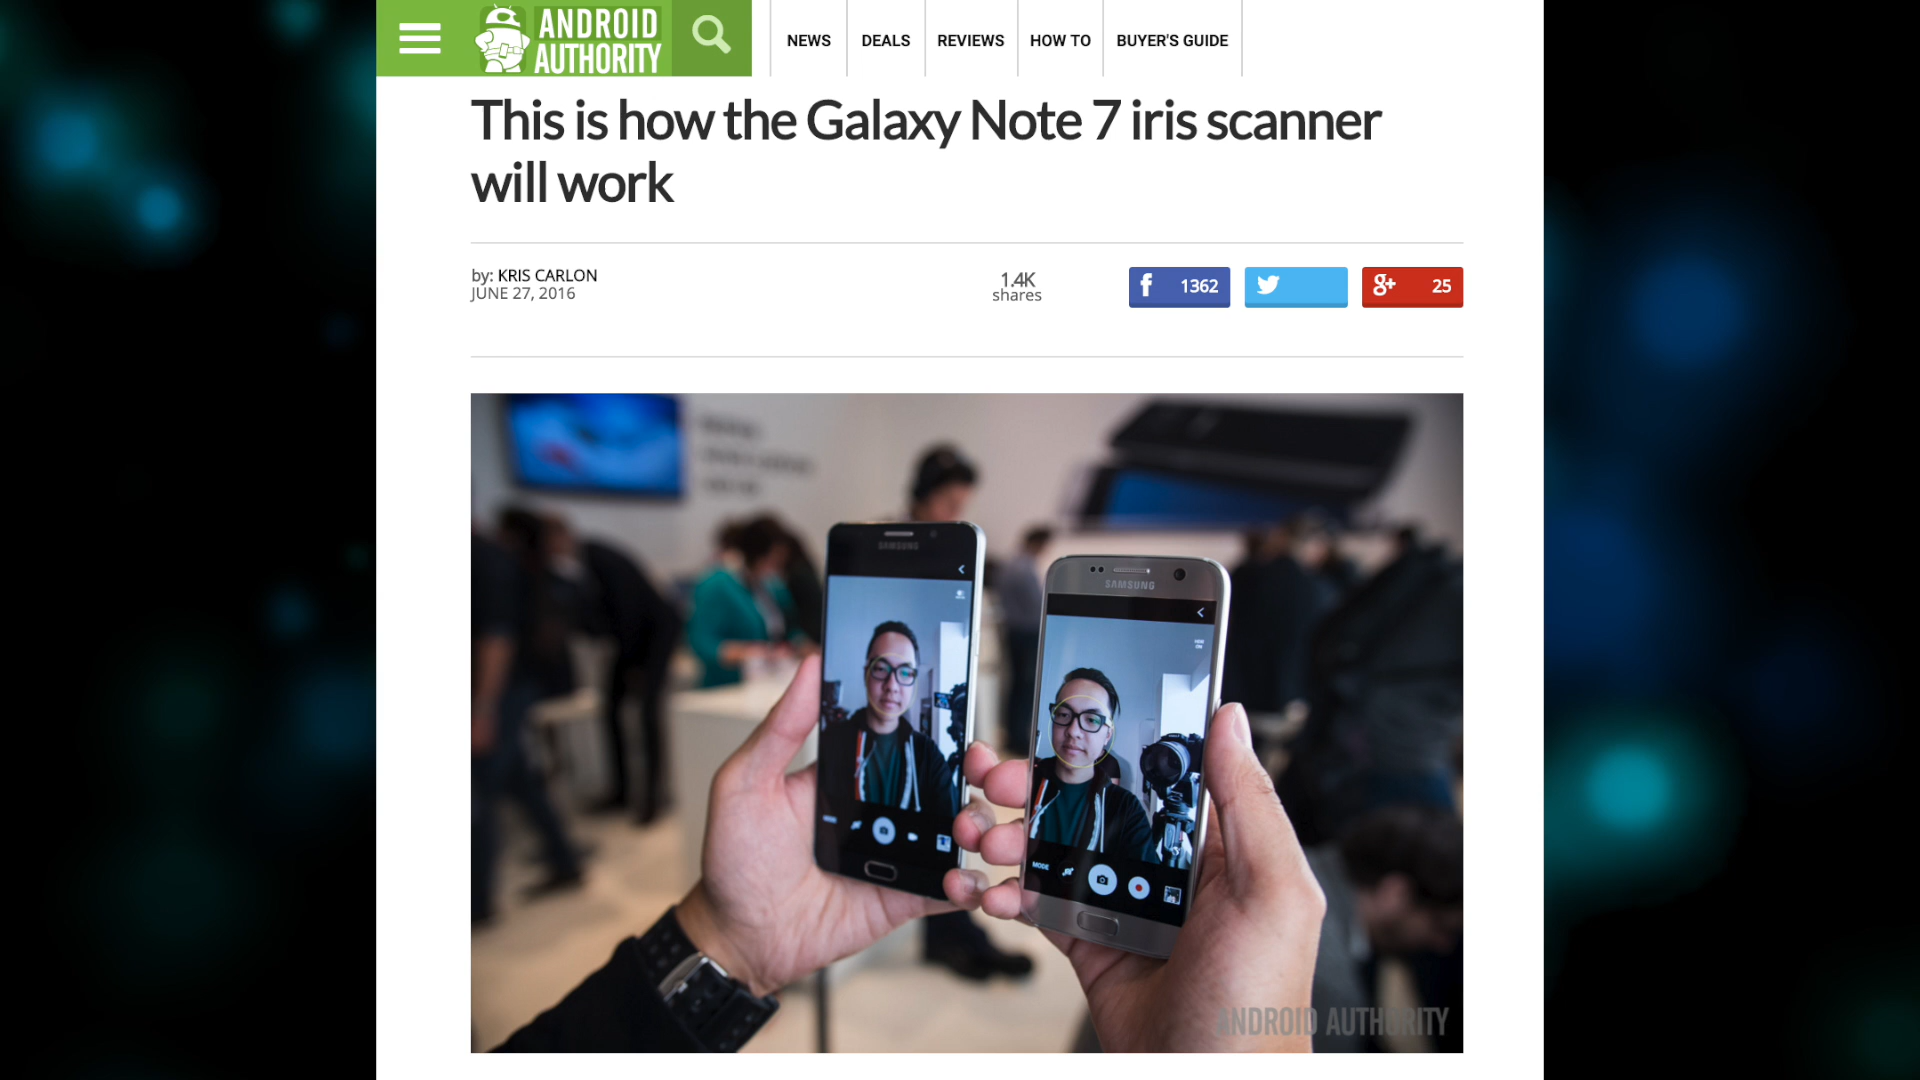 ANDROID
AUTHORITY
NEWS
DEALS
REVIEWS
HOW TO
BUYER'S GUIDE
This is how the Galaxy Note 7 iris scanner
will work
by: KRIS CARLON
JUNE 27, 2016
1.4K
shares
f 1362
g+ 25
SAMSUNG
SAMSUNG
MODE
ANDROID AUTHORITY